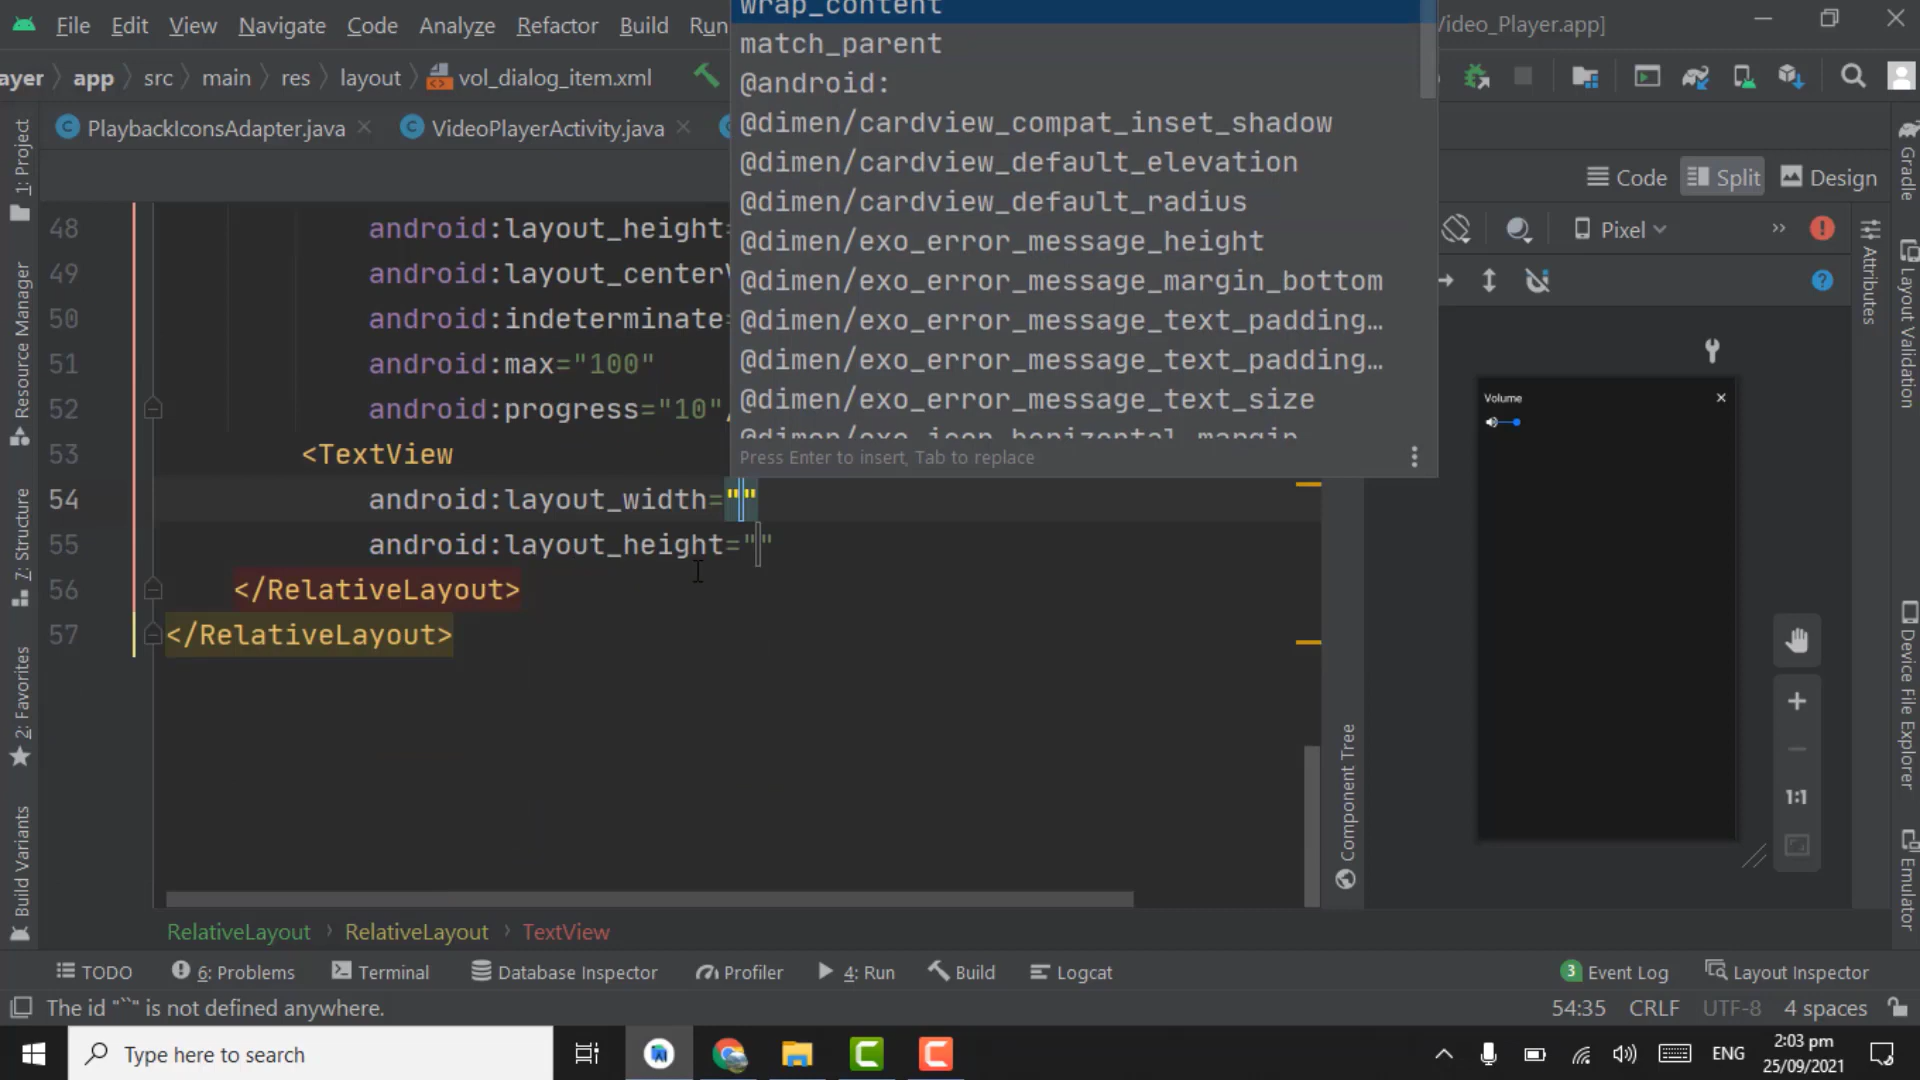 File Edit View Navigate Code Analyze Refactor Build Run
Video_Player.app]
ayer app src main res layout vol_dialog_item.xml
PlaybackIconsAdapter.java
VideoPlayerActivity.java
wrap_content
match_parent
@android:
@dimen/cardview_compat_inset_shadow
@dimen/cardview_default_elevation
@dimen/cardview_default_radius
@dimen/exo_error_message_height
@dimen/exo_error_message_margin_bottom
@dimen/exo_error_message_text_padding…
@dimen/exo_error_message_text_padding…
@dimen/exo_error_message_text_size
@dimen/exo_icon_horizontal_margin
Press Enter to insert, Tab to replace
Code Split Design
Pixel
48 android:layout_height=
49 android:layout_centerV
50 android:indeterminate=
51 android:max="100"
52 android:progress="10"
53 <TextView
54 android:layout_width=""
55 android:layout_height=""
56 </RelativeLayout>
57 </RelativeLayout>
Volume
1:1
1: Project
Resource Manager
7: Structure
2: Favorites
Build Variants
Component Tree
Attributes
Gradle
Layout Validation
Device File Explorer
Emulator
RelativeLayout RelativeLayout TextView
TODO 6: Problems Terminal Database Inspector Profiler 4: Run Build Logcat 3 Event Log Layout Inspector
The id "``" is not defined anywhere.
54:35 CRLF UTF-8 4 spaces
Type here to search
ENG
2:03 pm
25/09/2021